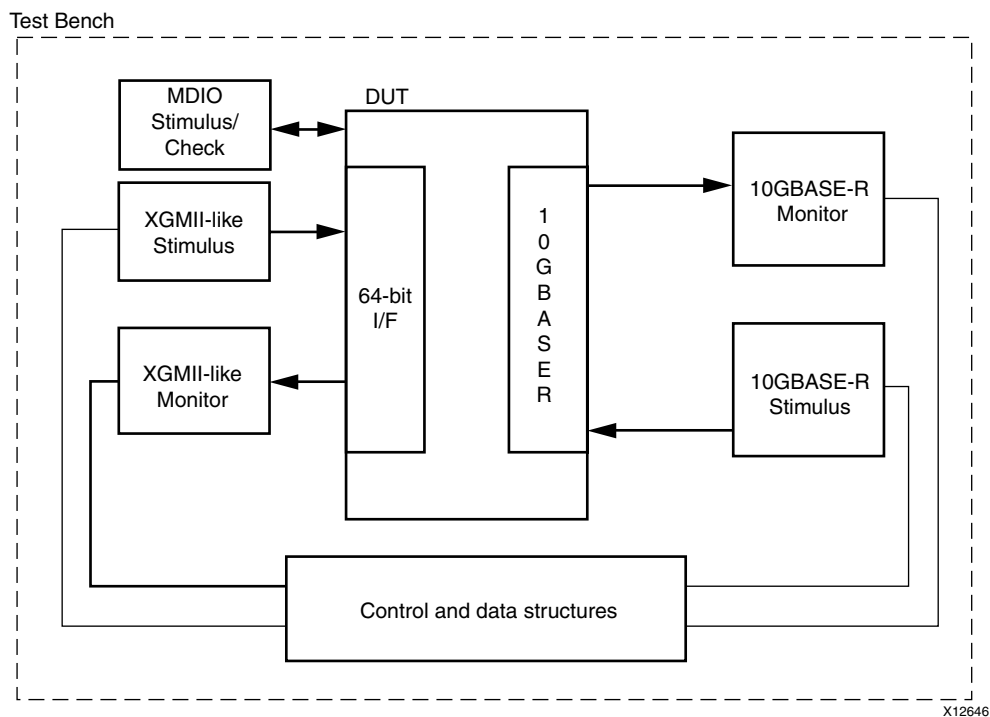 Test Bench
MDIO
Stimulus/
Check
DUT
XGMII-like
Stimulus
XGMII-like
Monitor
64-bit
I/F
1
0
G
B
A
S
E
R
10GBASE-R
Monitor
10GBASE-R
Stimulus
Control and data structures
X12646